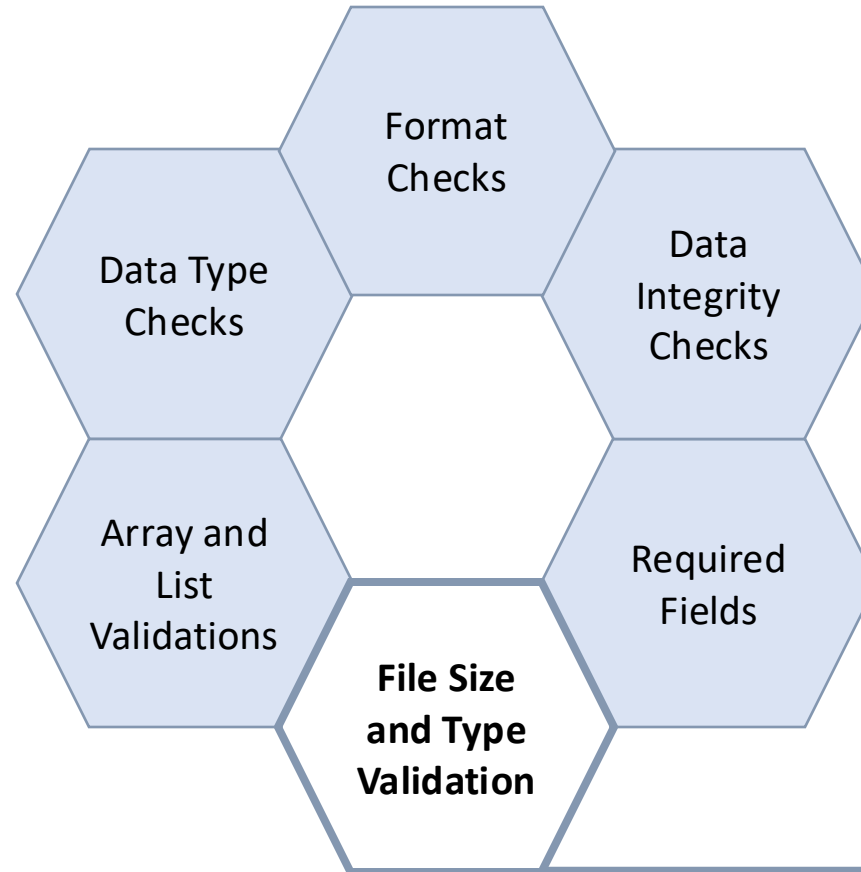 Format
Checks
Data
Integrity
Checks
Required
Fields
File Size
and Type
Validation
Array and
List
Validations
Data Type
Checks